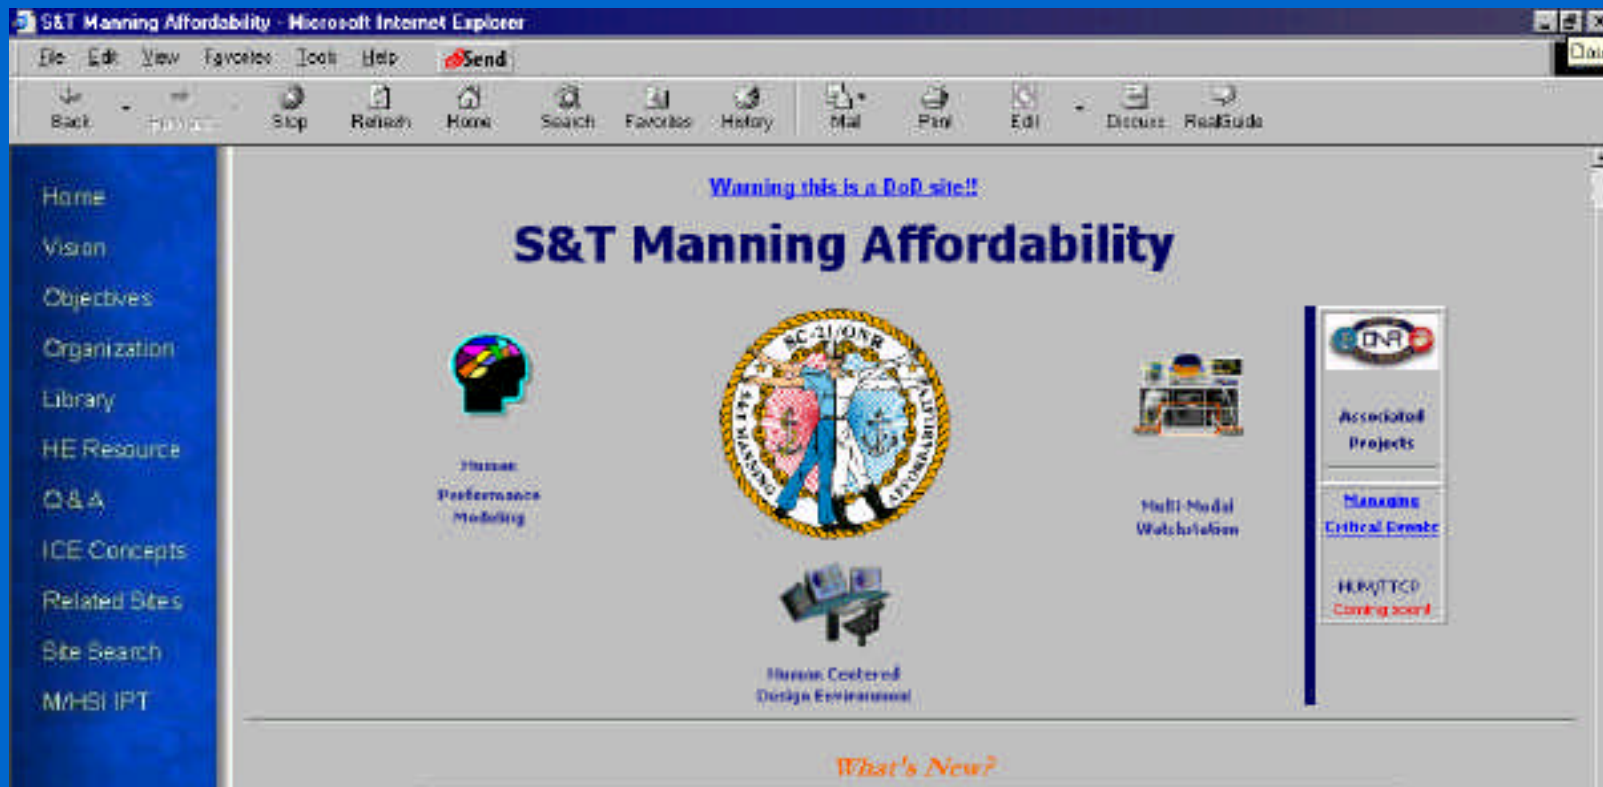 S&T Manning Affordability - Microsoft Internet Explorer
File Edit View Favorites Tools Help Send
Back Stop Refresh Home Search Favorites History Mail Print Edit Discuss RealGuide
Home
Vision
Objectives
Organization
Library
HE Resource
Q & A
ICE Concepts
Related Sites
Site Search
M/HSI IPT
Warning this is a DoD site!!
S&T Manning Affordability
Human
Performance
Modeling
SC-21/ONR
S&T MANNING
AFFORDABILITY
Multi-Modal
Watchstation
Human Centered
Design Environment
ONR
Associated
Projects
Managing
Critical Events
Coming soon!
What's New?